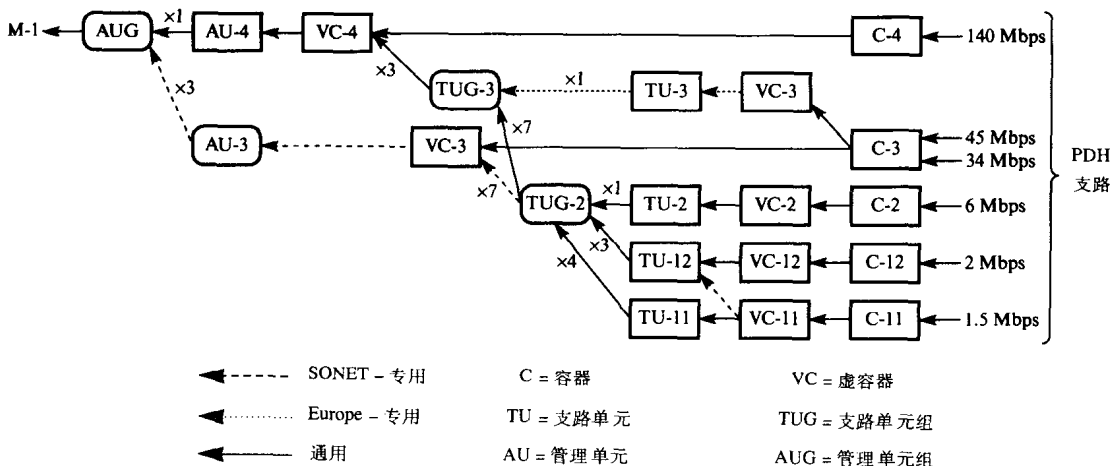 M-1
AUG
×1
AU-4
VC-4
C-4
140 Mbps
×3
×3
TUG-3
×1
TU-3
VC-3
×7
AU-3
VC-3
C-3
45 Mbps
34 Mbps
PDH
支路
×7
TUG-2
×1
TU-2
VC-2
C-2
6 Mbps
×3
×4
TU-12
VC-12
C-12
2 Mbps
TU-11
VC-11
C-11
1.5 Mbps
SONET – 专用
C = 容器
VC = 虚容器
Europe – 专用
TU = 支路单元
TUG = 支路单元组
通用
AU = 管理单元
AUG = 管理单元组